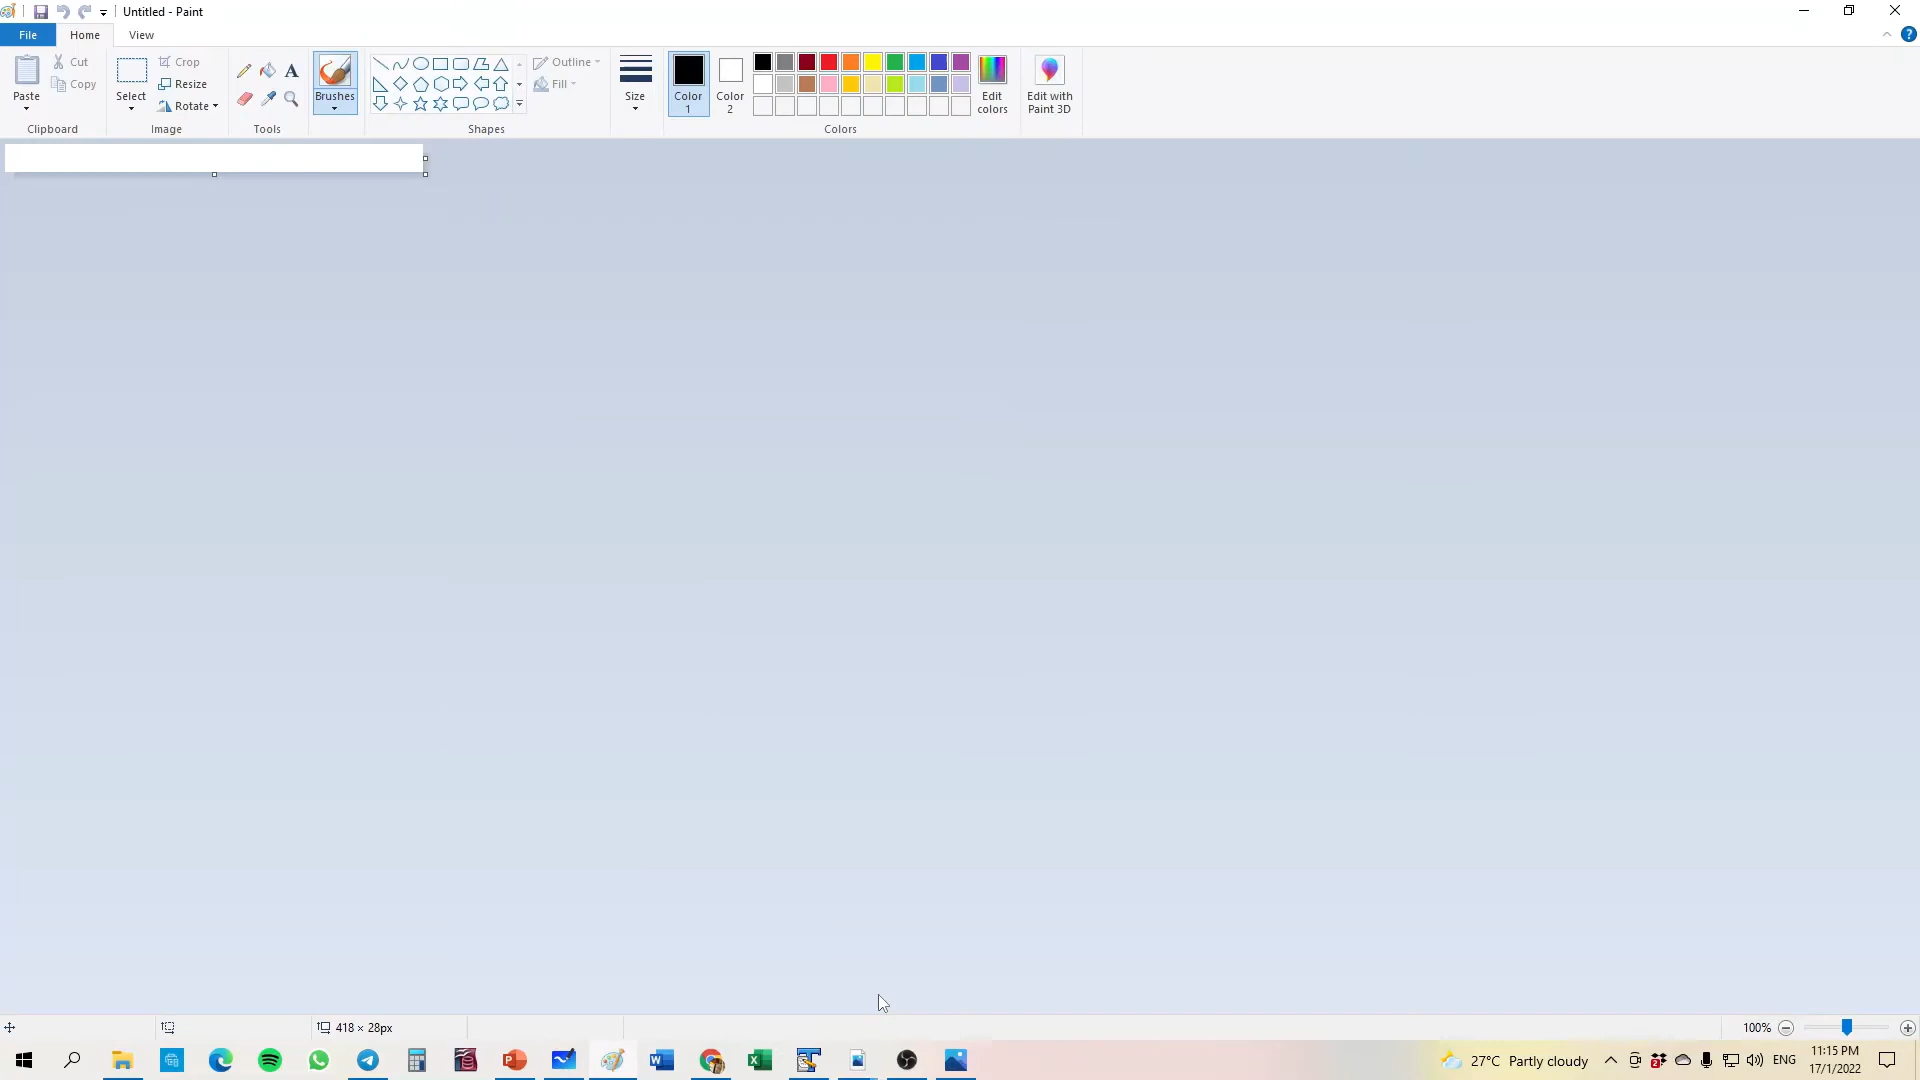 Untitled - Paint
File Home View
Paste
Cut
Copy
Clipboard
Select
Crop
Resize
Rotate
Image
Tools
Brushes
Shapes
Outline
Fill
Size
Color 1
Color 2
Edit colors
Colors
Edit with Paint 3D
418 × 28px
100%
27°C Partly cloudy
ENG
11:15 PM
17/1/2022